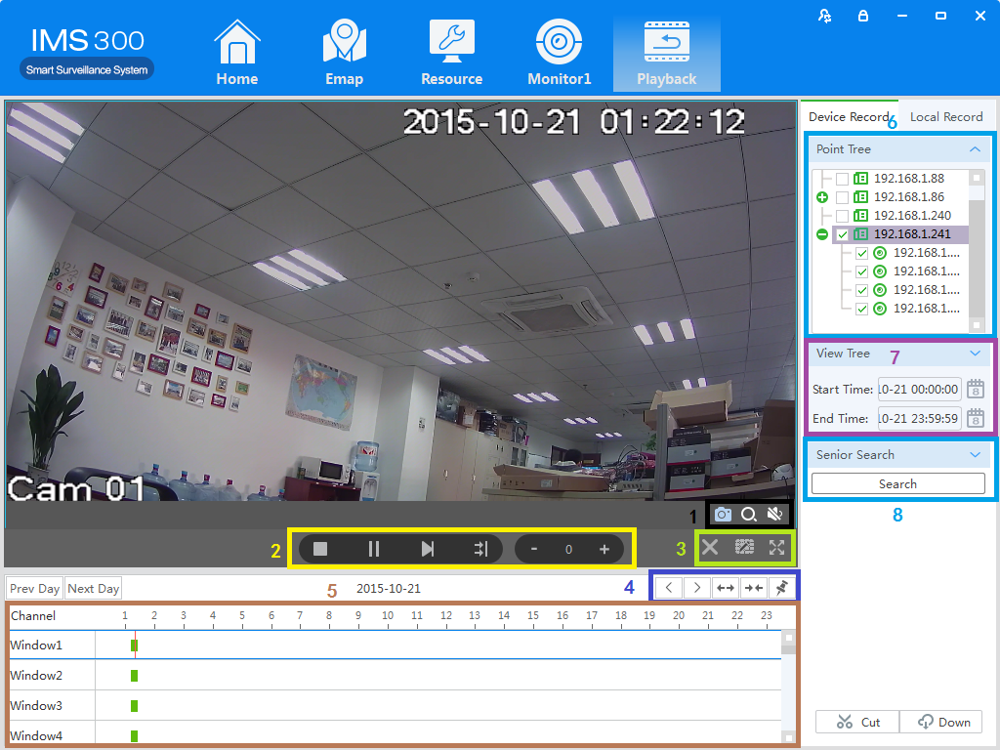 IMS 300
Smart Surveillance System
Home
Emap
Resource
Monitor1
Playback
2015-10-21 01:22:12
Cam 01
1
2
0
3
4
5
Prev Day
Next Day
2015-10-21
Channel
1 2 3 4 5 6 7 8 9 10 11 12 13 14 15 16 17 18 19 20 21 22 23
Window1
Window2
Window3
Window4
Device Record
Local Record
6
Point Tree
192.168.1.88
192.168.1.86
192.168.1.240
192.168.1.241
192.168.1....
192.168.1....
192.168.1....
192.168.1....
View Tree
7
Start Time: 10-21 00:00:00
8
End Time: 10-21 23:59:59
8
Senior Search
Search
8
Cut
Down